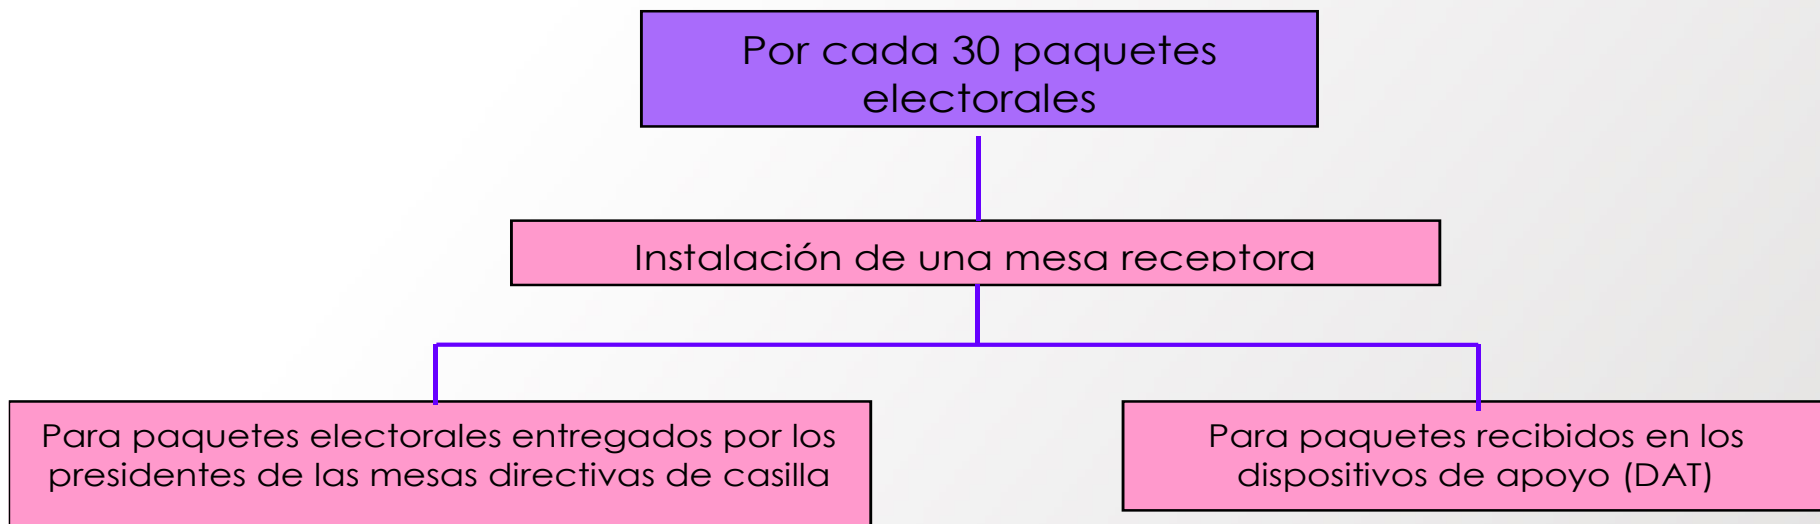 Por cada 30 paquetes
electorales
Instalación de una mesa receptora
Para paquetes electorales entregados por los
presidentes de las mesas directivas de casilla
Para paquetes recibidos en los
dispositivos de apoyo (DAT)